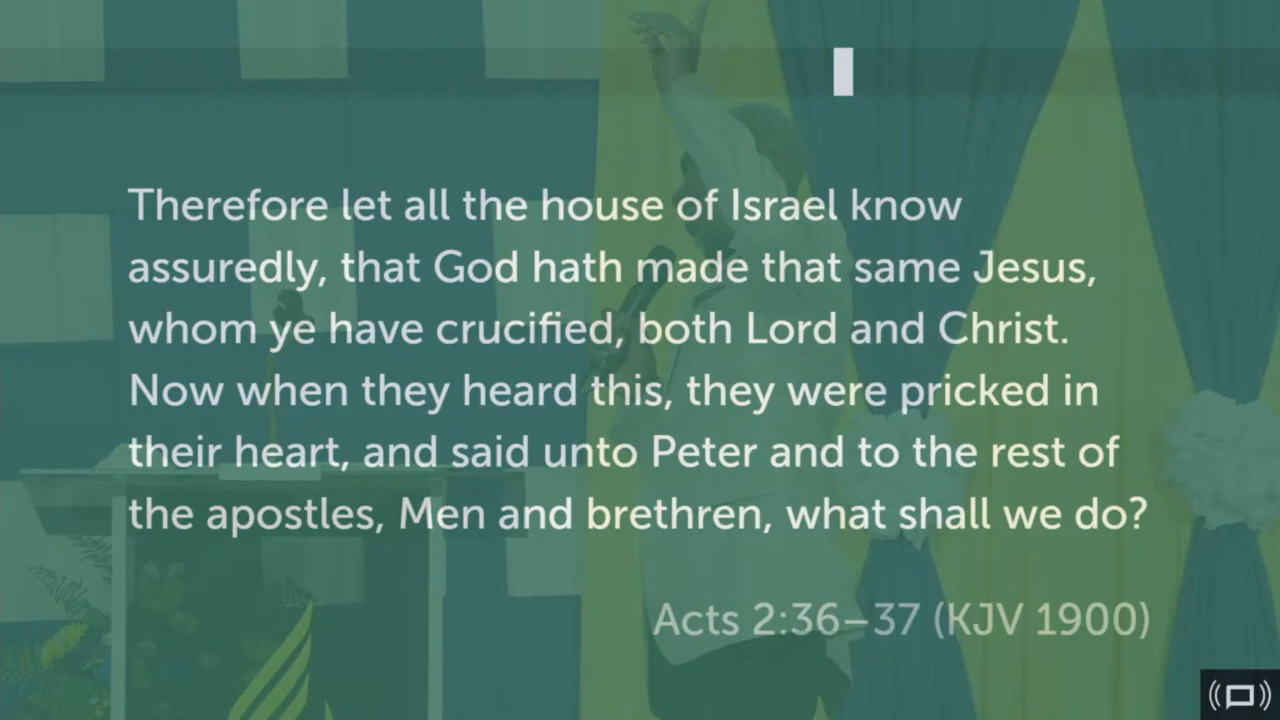 Therefore let all the house of Israel know
assuredly, that God hath made that same Jesus,
whom ye have crucified, both Lord and Christ.
Now when they heard this, they were pricked in
their heart, and said unto Peter and to the rest of
the apostles, Men and brethren, what shall we do?
Acts 2:36–37 (KJV 1900)